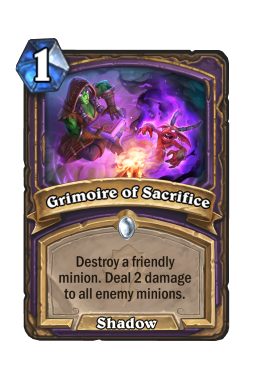 1
Grimoire of Sacrifice
Destroy a friendly
minion. Deal 2 damage
to all enemy minions.
Shadow